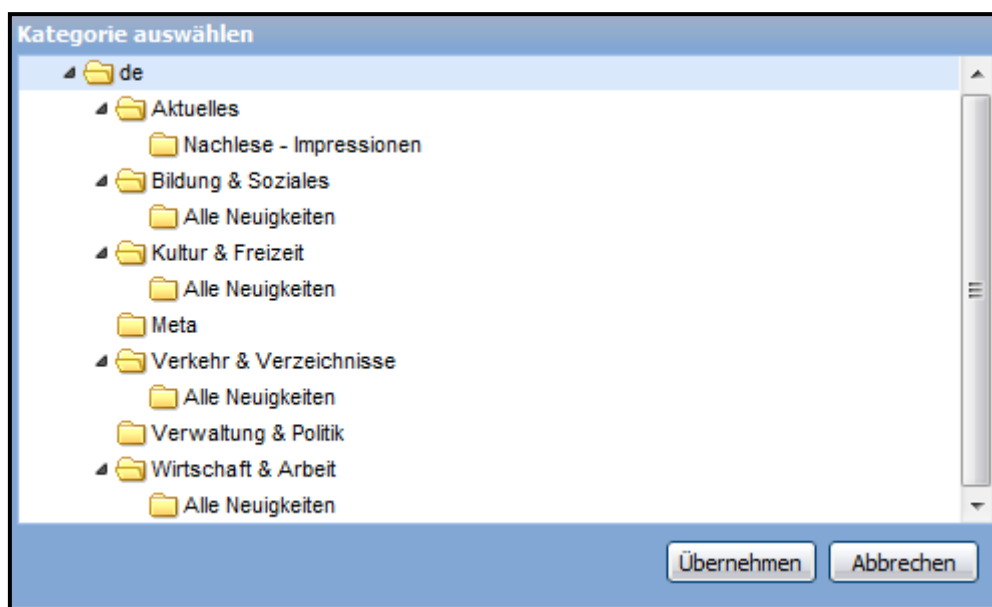 Kategorie auswählen
de
Aktuelles
Nachlese - Impressionen
Bildung & Soziales
Alle Neuigkeiten
Kultur & Freizeit
Alle Neuigkeiten
Meta
Verkehr & Verzeichnisse
Alle Neuigkeiten
Verwaltung & Politik
Wirtschaft & Arbeit
Alle Neuigkeiten
Übernehmen Abbrechen